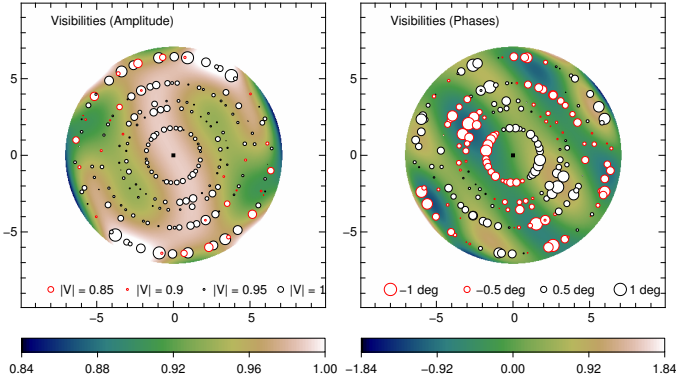 Visibilities (Amplitude)
Visibilities (Phases)
5
0
−5
5
0
−5
|V| = 0.85 |V| = 0.9 |V| = 0.95 |V| = 1
−1 deg −0.5 deg 0.5 deg 1 deg
−5 0 5
−5 0 5
0.84 0.88 0.92 0.96 1.00
−1.84 −0.92 0.00 0.92 1.84